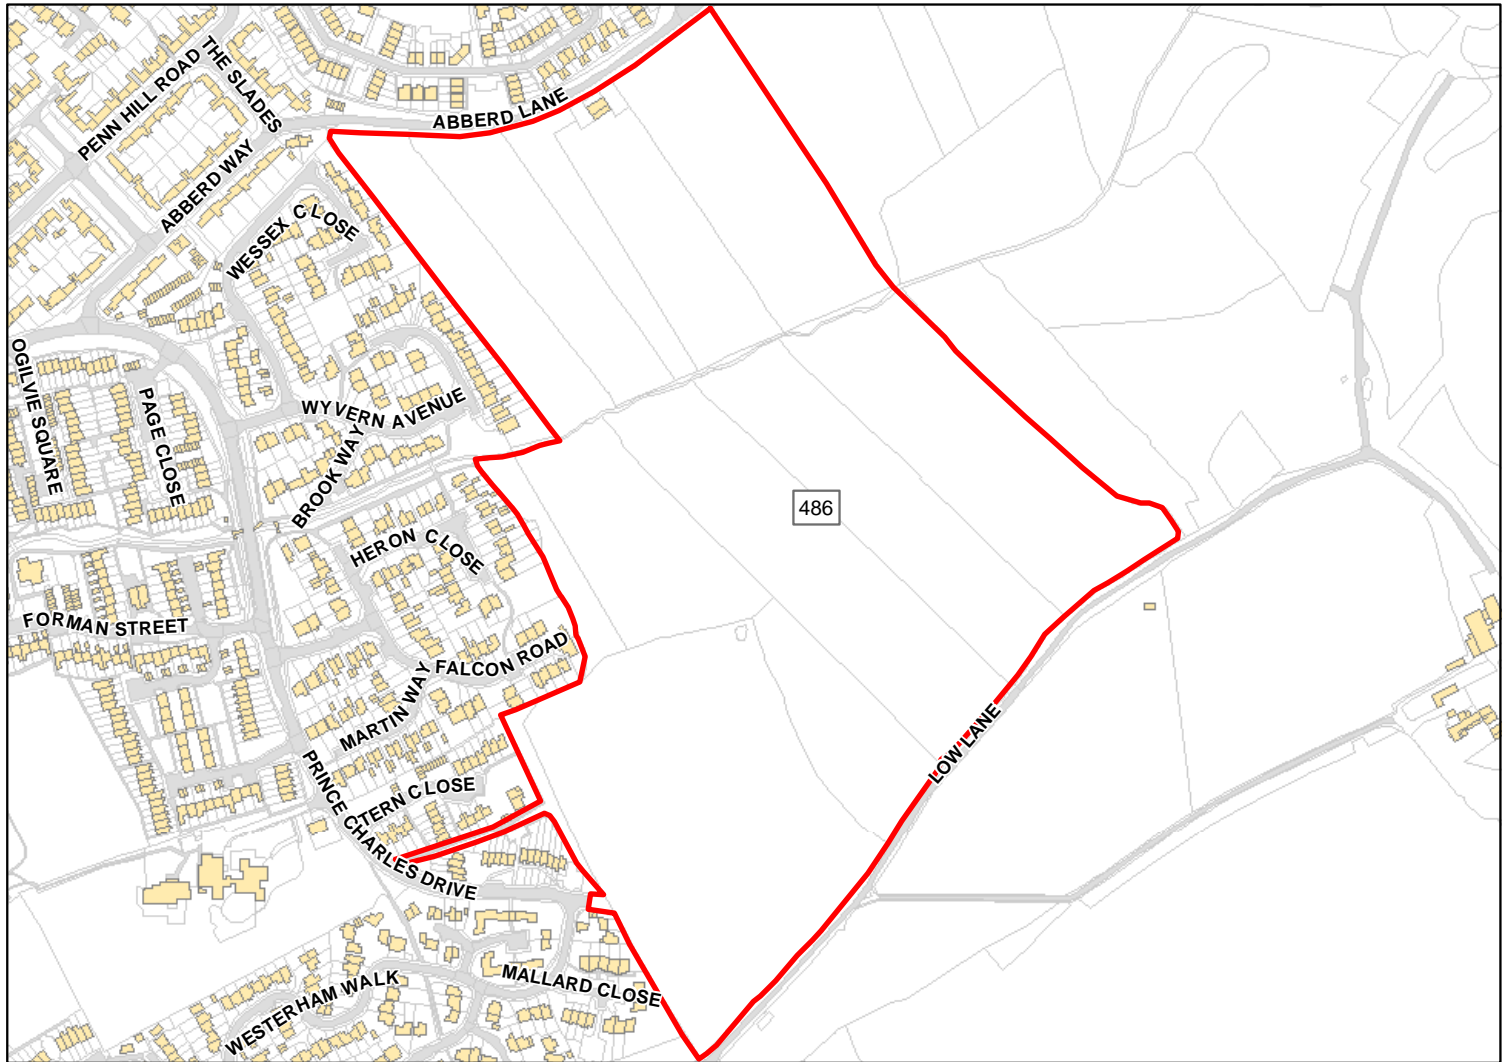 THE SLADES
PENN HILL ROAD
ABBERD LANE
ABBERD WAY
WESSEX CLOSE
OGILVIE SQUARE
PAGE CLOSE
WYVERN AVENUE
BROOK WAY
486
HERON CLOSE
FORMAN STREET
FALCON ROAD
MARTIN WAY
LOW LANE
PRINCE CHARLES DRIVE
TERN CLOSE
MALLARD CLOSE
WESTERHAM WALK